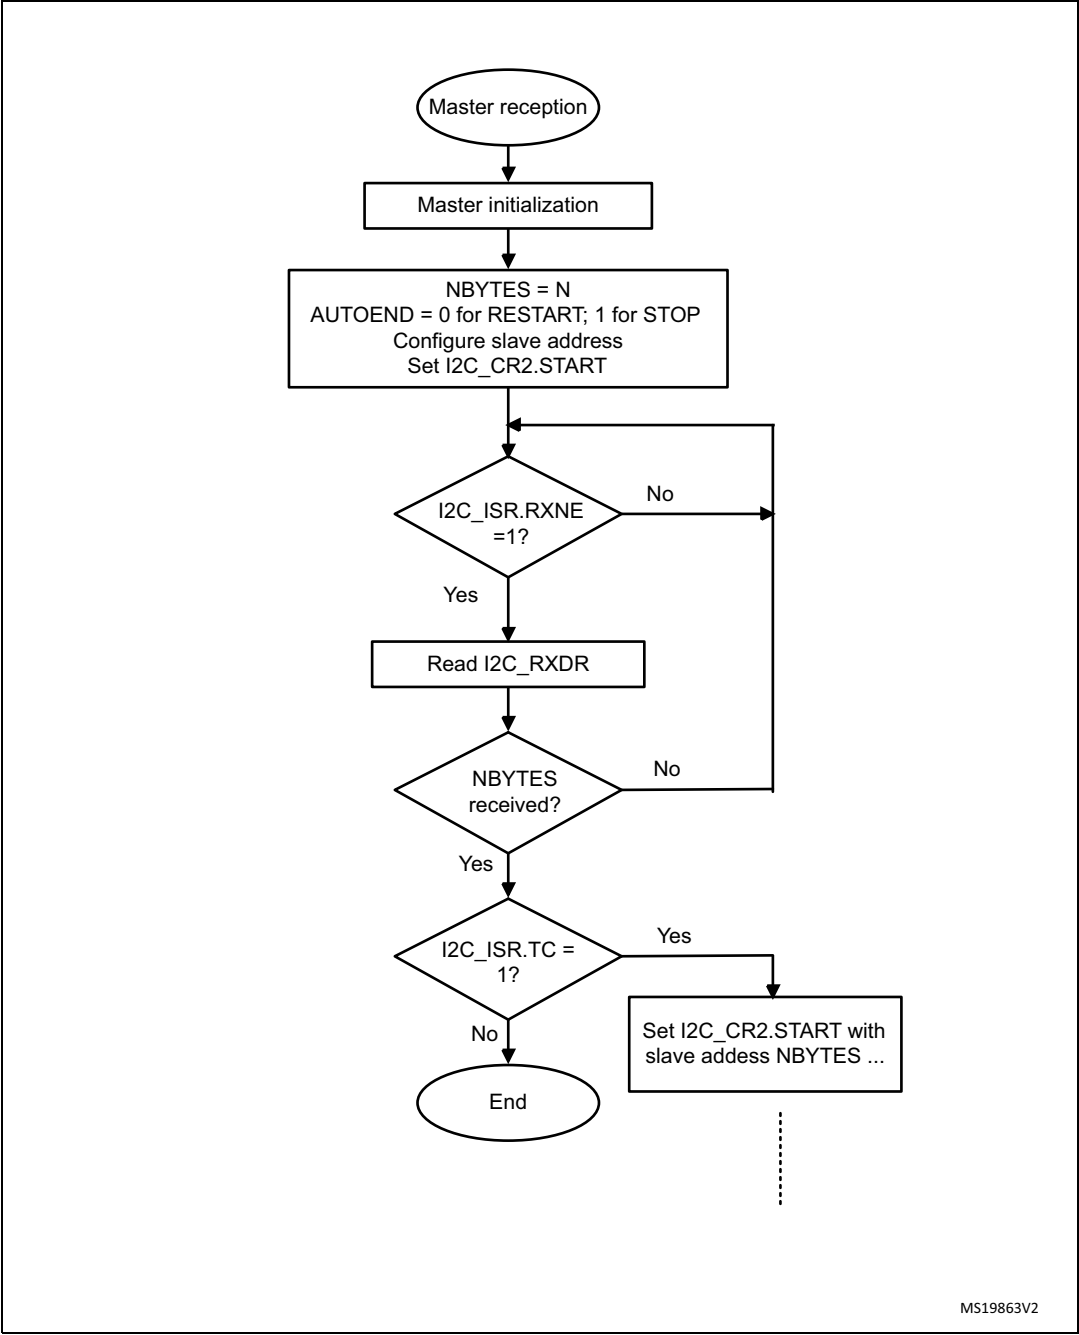 Master reception
Master initialization
NBYTES = N
AUTOEND = 0 for RESTART; 1 for STOP
Configure slave address
Set I2C_CR2.START
I2C_ISR.RXNE
=1?
No
Yes
Read I2C_RXDR
NBYTES
received?
No
Yes
I2C_ISR.TC =
1?
Yes
No
Set I2C_CR2.START with
slave addess NBYTES ...
End
MS19863V2